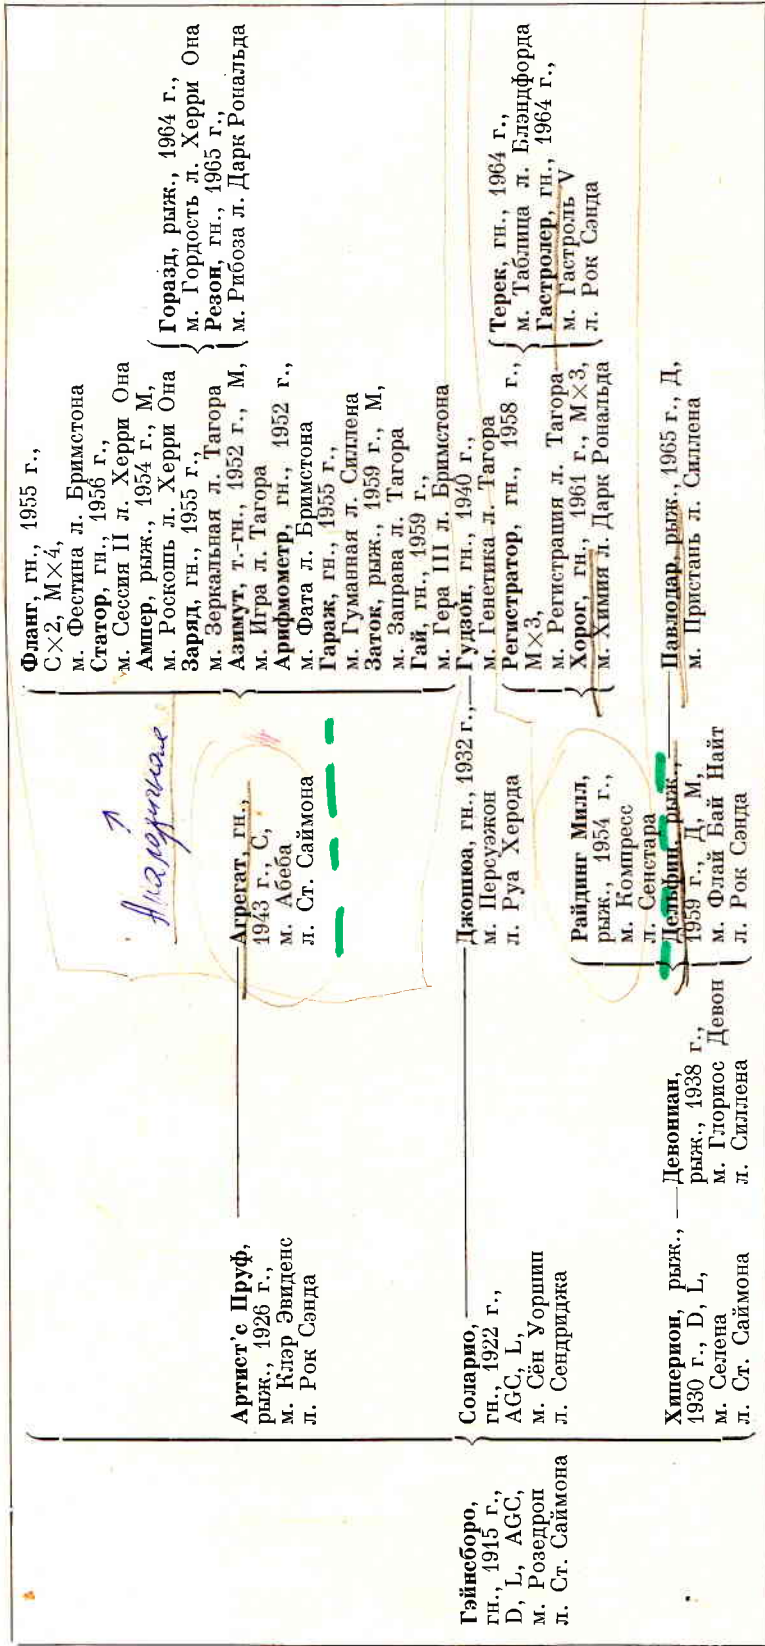 Гэйнсборо,
гн., 1915 г.,
D, L, AGC,
м. Розедроп
л. Ст. Саймона
Артист'с Пруф,
рыж., 1926 г.,
м. Клэр Эвиденс
л. Рок Сэнда
Соларио,
гн., 1922 г.,
AGC, L,
м. Сён Уоршип
л. Сендриджа
Хиперион, рыж.,
1930 г., D, L,
м. Селена
л. Ст. Саймона
Девониан,
рыж., 1938 г.,
м. Глориос Девон
л. Силлена
Агрегат, гн.,
1943 г., С,
м. Абеба
л. Ст. Саймона
Джошюа, гн., 1932 г.,
м. Персуэжон
л. Руа Херода
Райдинг Милл,
рыж., 1954 г.,
м. Компресс
л. Сенстара
Дельфин, рыж.,
1959 г., Д, М,
м. Флай Бай Найт
л. Рок Сэнда
Фланг, гн., 1955 г.,
С×2, М×4,
м. Фестина л. Бримстона
Статор, гн., 1956 г.,
м. Сессия II л. Херри Она
Ампер, рыж., 1954 г., М,
м. Роскошь л. Херри Она
Заряд, гн., 1955 г.,
м. Зеркальная л. Тагора
Азимут, т.-гн., 1952 г., М,
м. Игра л. Тагора
Арифмометр, гн., 1952 г.,
м. Фата л. Бримстона
Гараж, гн., 1955 г.,
м. Гуманная л. Силлена
Заток, рыж., 1959 г., М,
м. Заправа л. Тагора
Гай, гн., 1959 г.,
м. Гера III л. Бримстона
Гудзон, гн., 1940 г.,
м. Генетика л. Тагора
Регистратор, гн., 1958 г.,
М×3,
м. Регистрация л. Тагора
Хорог, гн., 1961 г., М×3,
м. Химия л. Дарк Рональда
Павлодар, рыж., 1965 г., Д,
м. Пристань л. Силлена
Горазд, рыж., 1964 г.,
м. Гордость л. Херри Она
Резон, гн., 1965 г.,
м. Рибоза л. Дарк Рональда
Терек, гн., 1964 г.,
м. Таблица л. Блэндфорда
Гастролер, гн., 1964 г.,
м. Гастроль V
л. Рок Сэнда